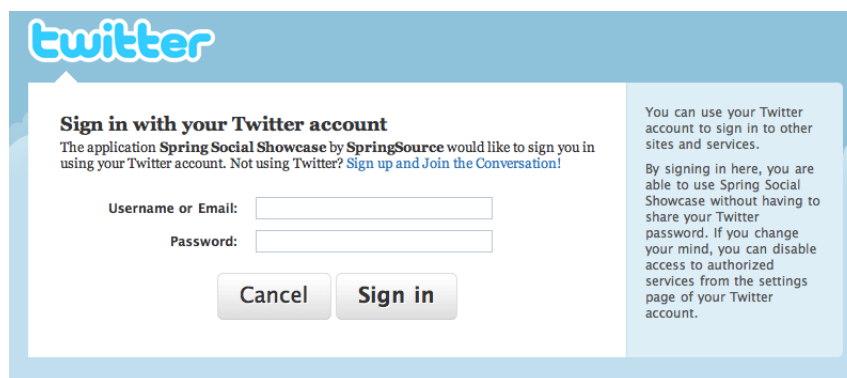 twitter
Sign in with your Twitter account
The application Spring Social Showcase by SpringSource would like to sign you in
using your Twitter account. Not using Twitter? Sign up and Join the Conversation!
Username or Email:
Password:
Cancel
Sign in
You can use your Twitter
account to sign in to other
sites and services.
By signing in here, you are
able to use Spring Social
Showcase without having to
share your Twitter
password. If you change
your mind, you can disable
access to authorized
services from the settings
page of your Twitter
account.